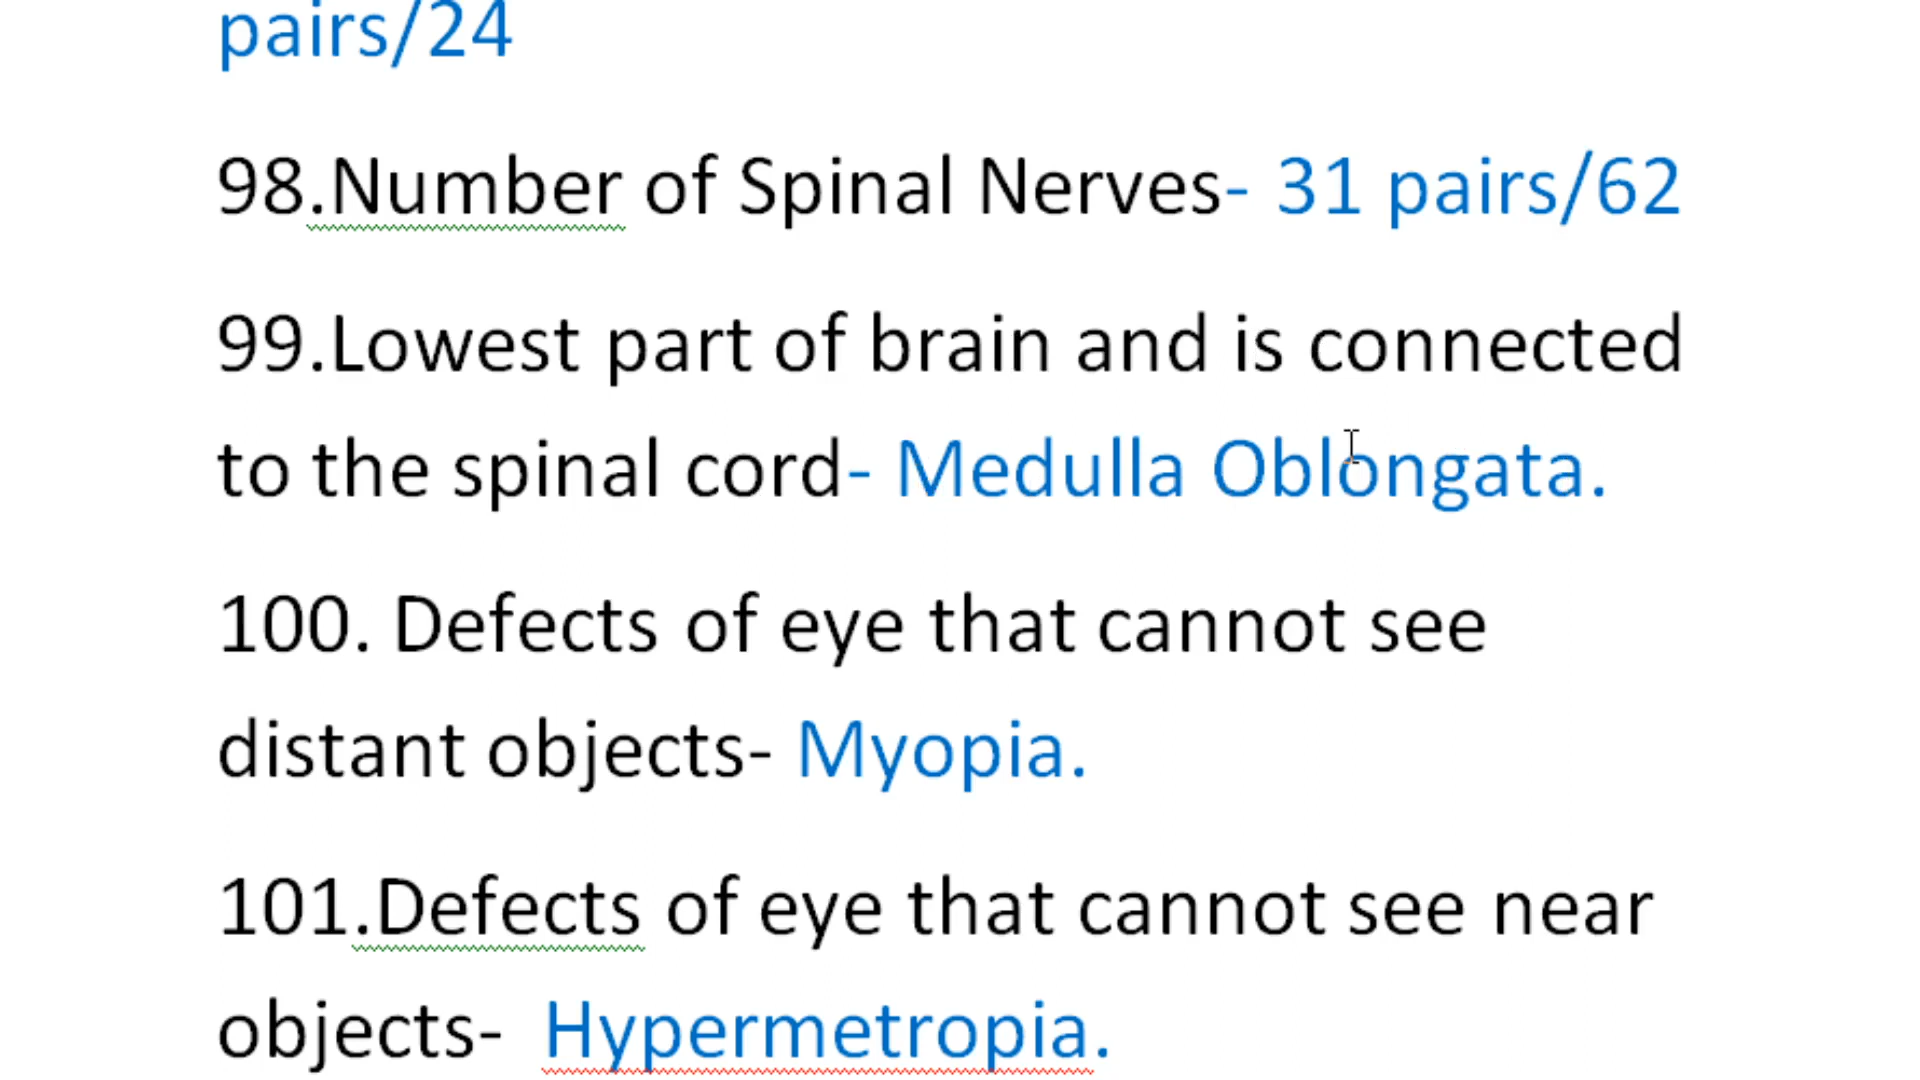 pairs/24
98.Number of Spinal Nerves- 31 pairs/62
99.Lowest part of brain and is connected
to the spinal cord- Medulla Oblongata.
100. Defects of eye that cannot see
distant objects- Myopia.
101.Defects of eye that cannot see near
objects-  Hypermetropia.